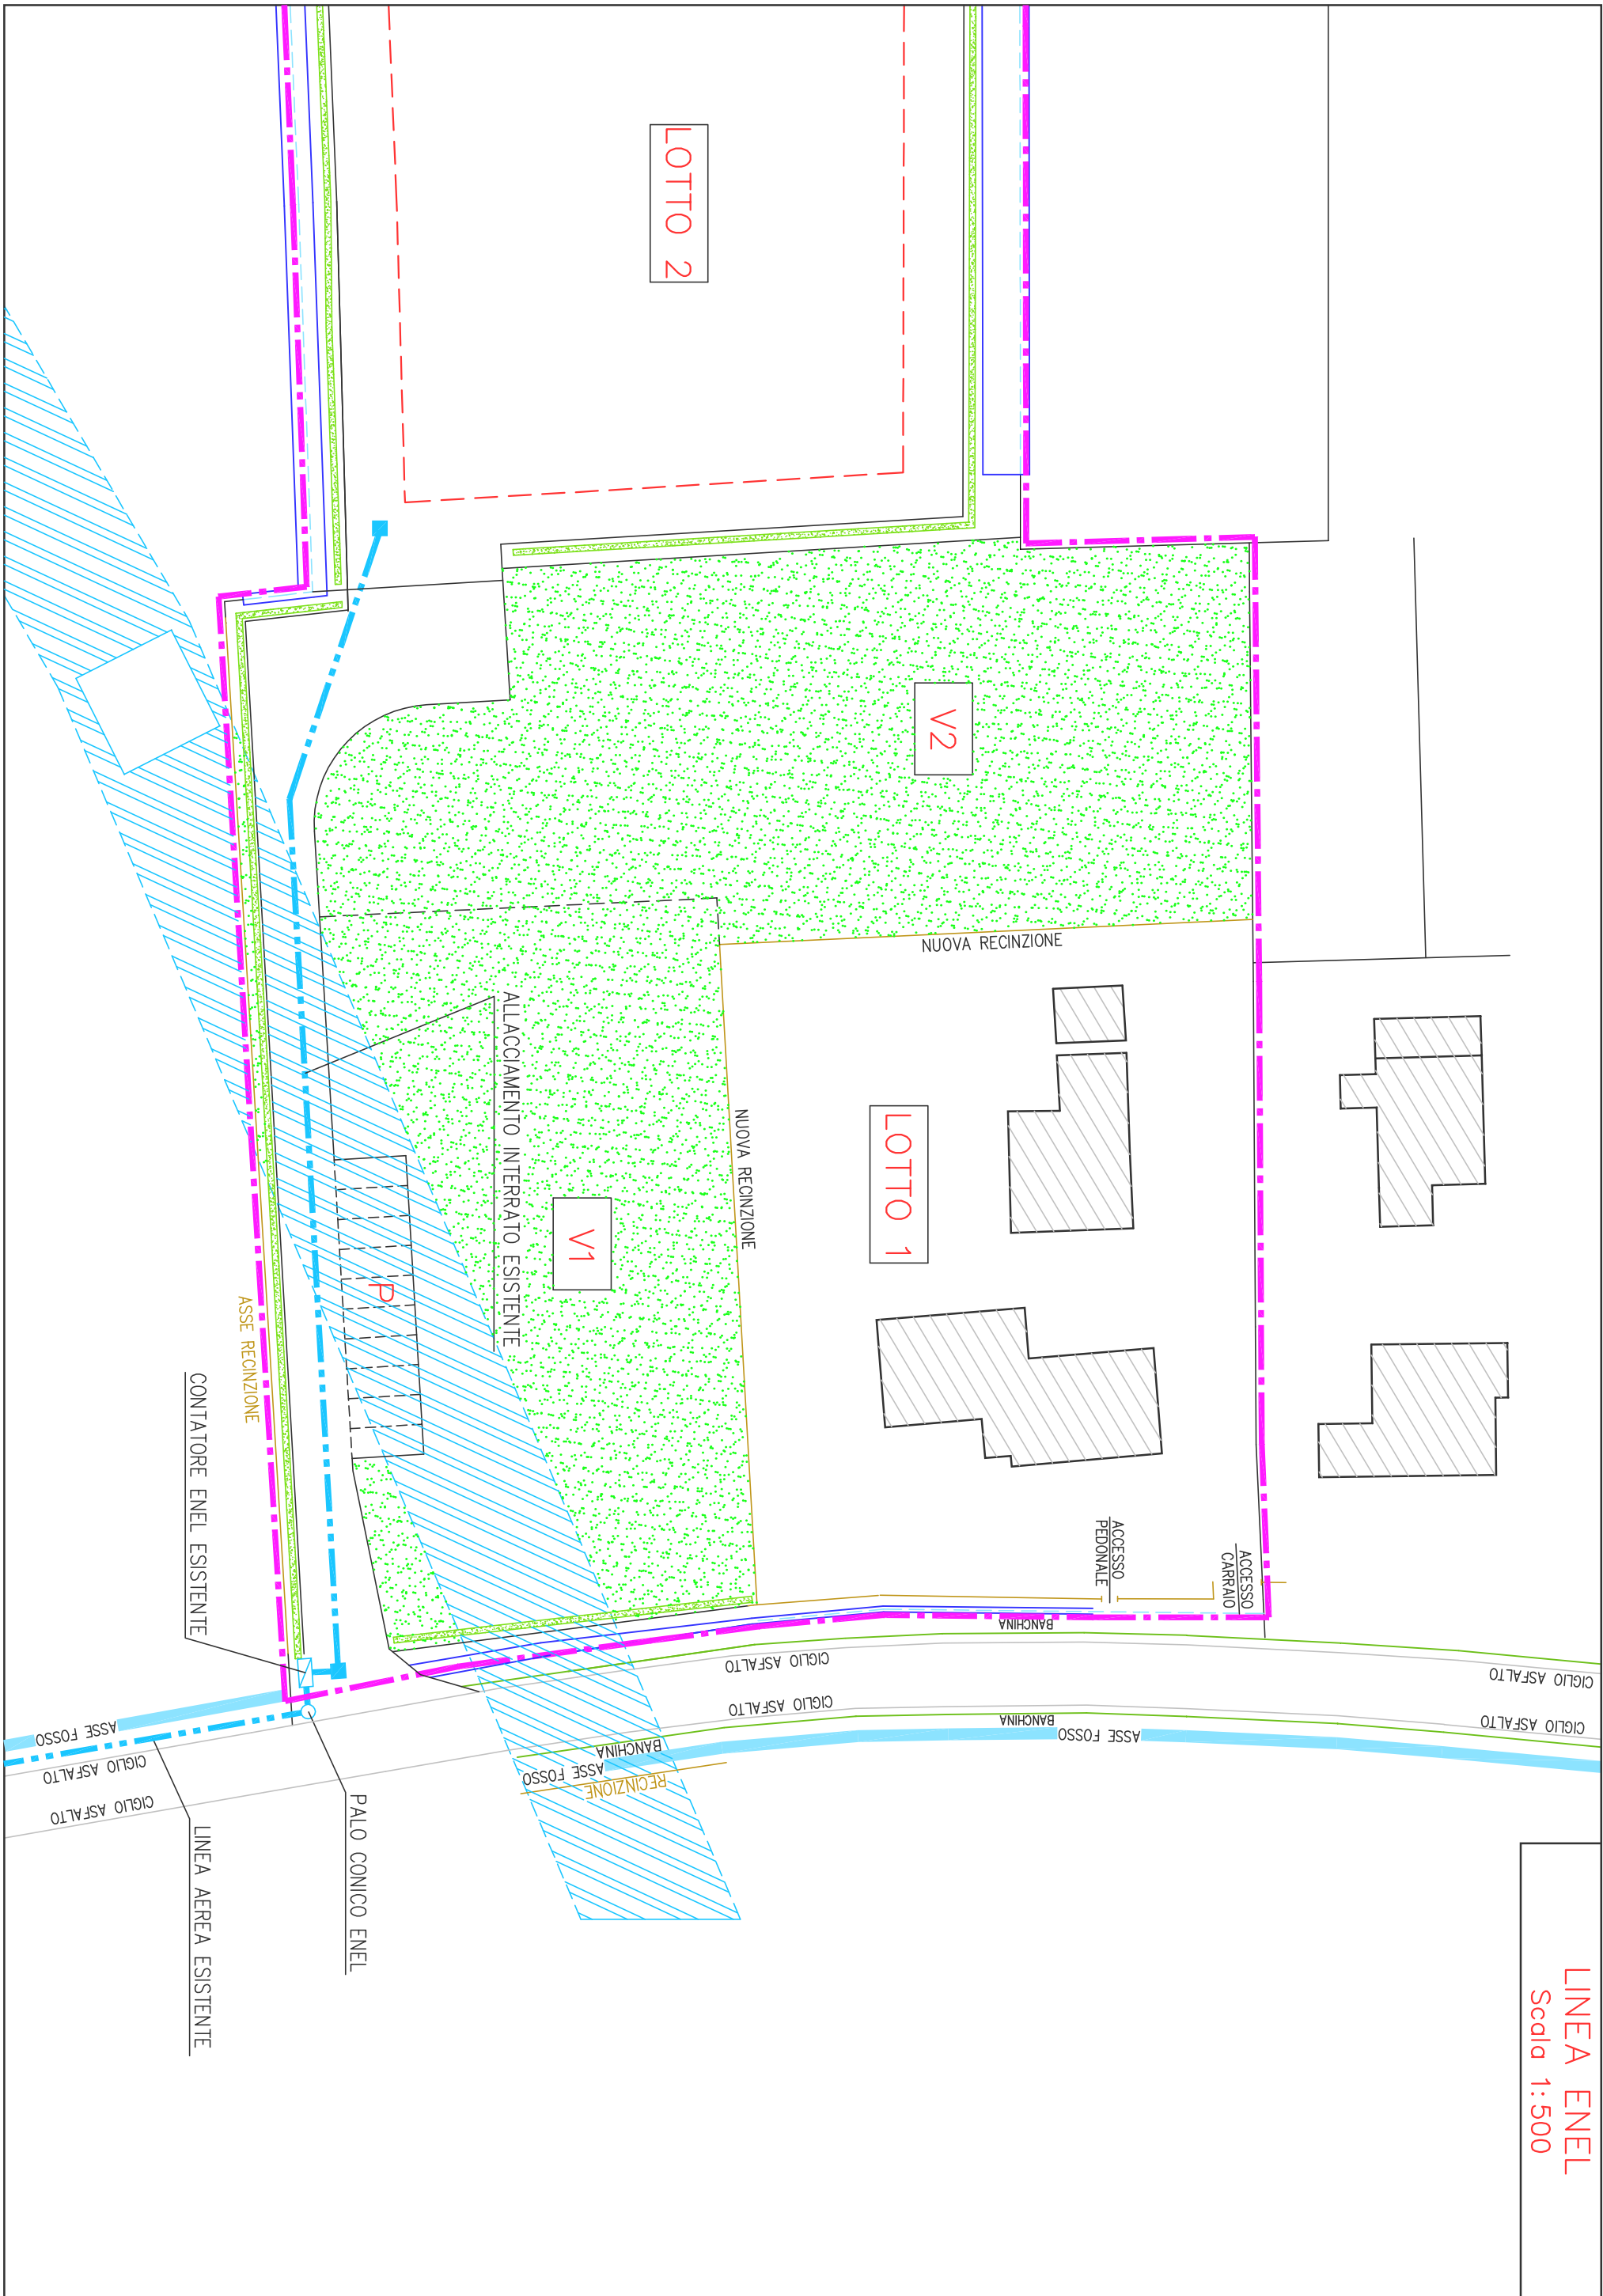 LINEA ENEL
Scala 1:500
LOTTO 2
V2
NUOVA RECINZIONE
NUOVA RECINZIONE
LOTTO 1
V1
P
ALLACCIAMENTO INTERRATO ESISTENTE
ASSE RECINZIONE
CONTATORE ENEL ESISTENTE
ACCESSO
PEDONALE
ACCESSO
CARRAIO
BANCHINA
CIGLIO ASFALTO
CIGLIO ASFALTO
CIGLIO ASFALTO
CIGLIO ASFALTO
BANCHINA
ASSE FOSSO
BANCHINA
ASSE FOSSO
RECINZIONE
ASSE FOSSO
CIGLIO ASFALTO
CIGLIO ASFALTO
PALO CONICO ENEL
LINEA AEREA ESISTENTE